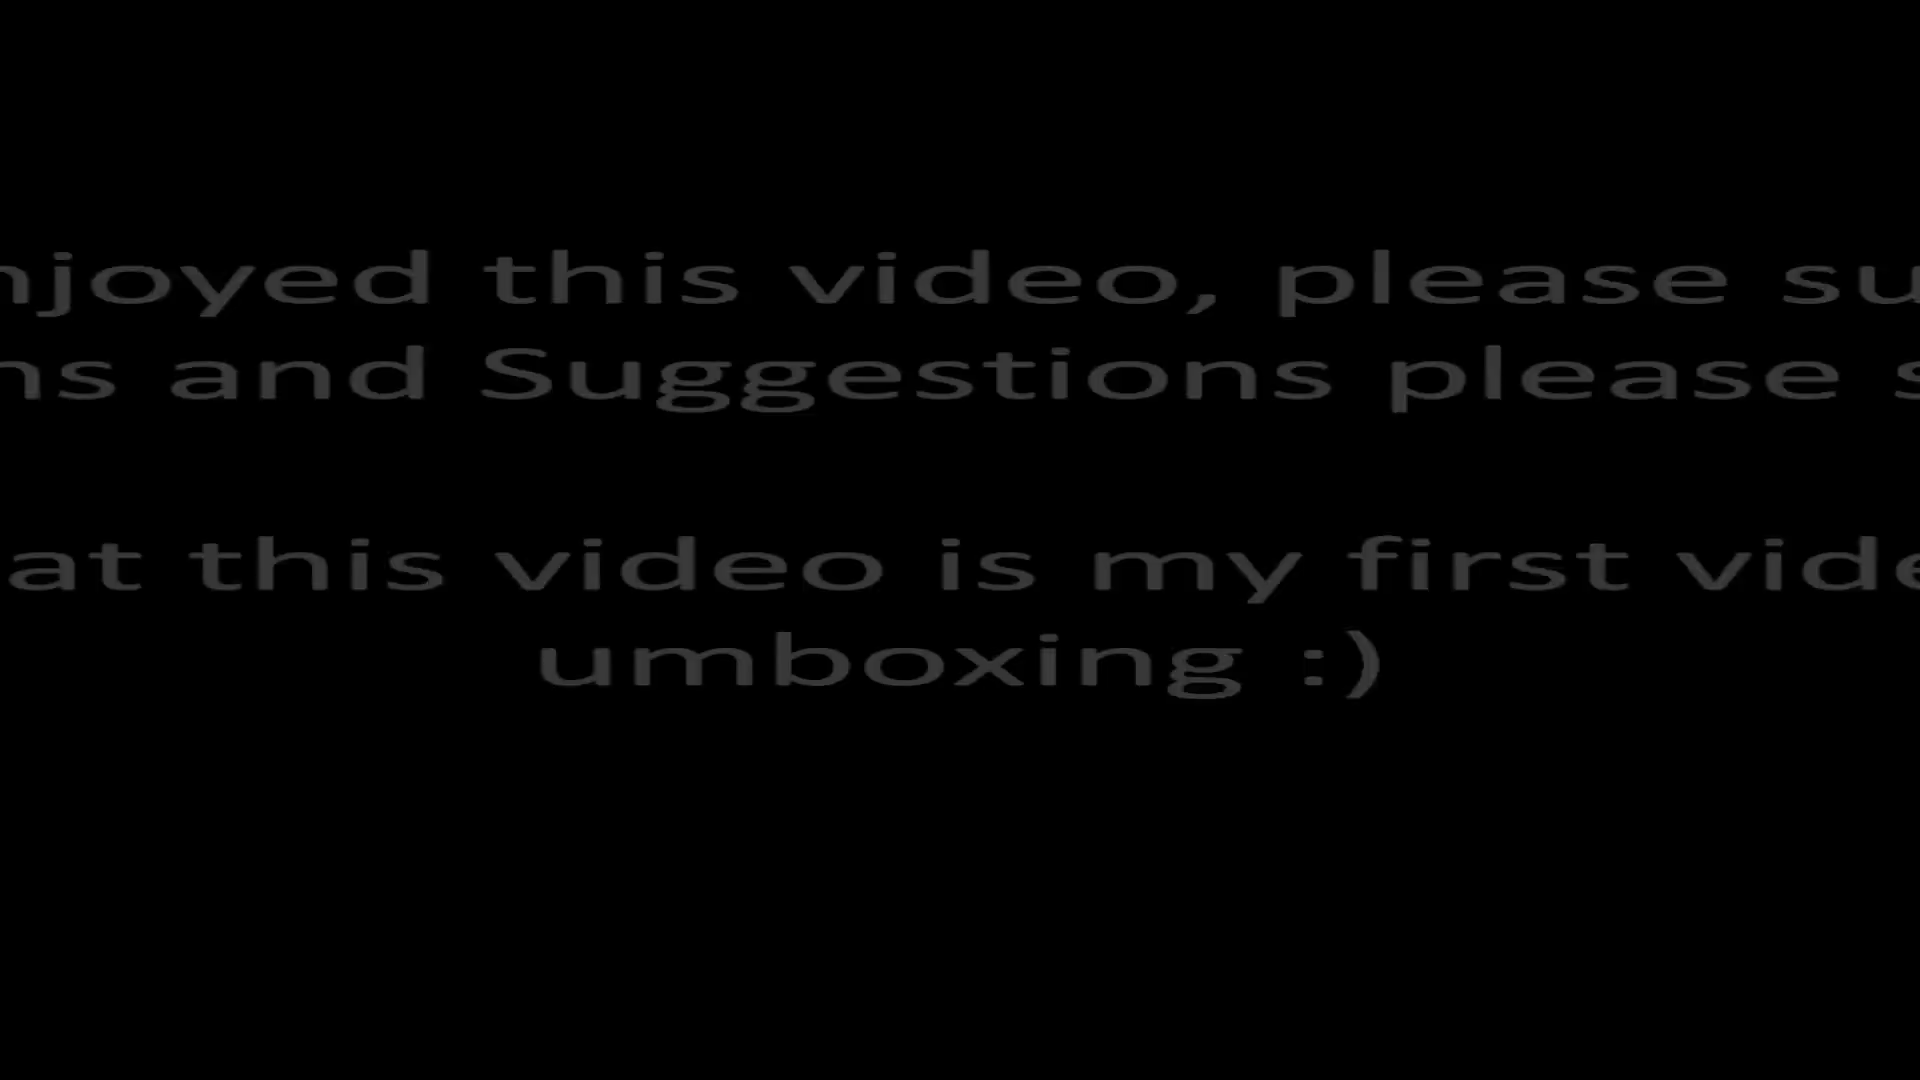 njoyed this video, please su
ns and Suggestions please s
at this video is my first vide
umboxing :)